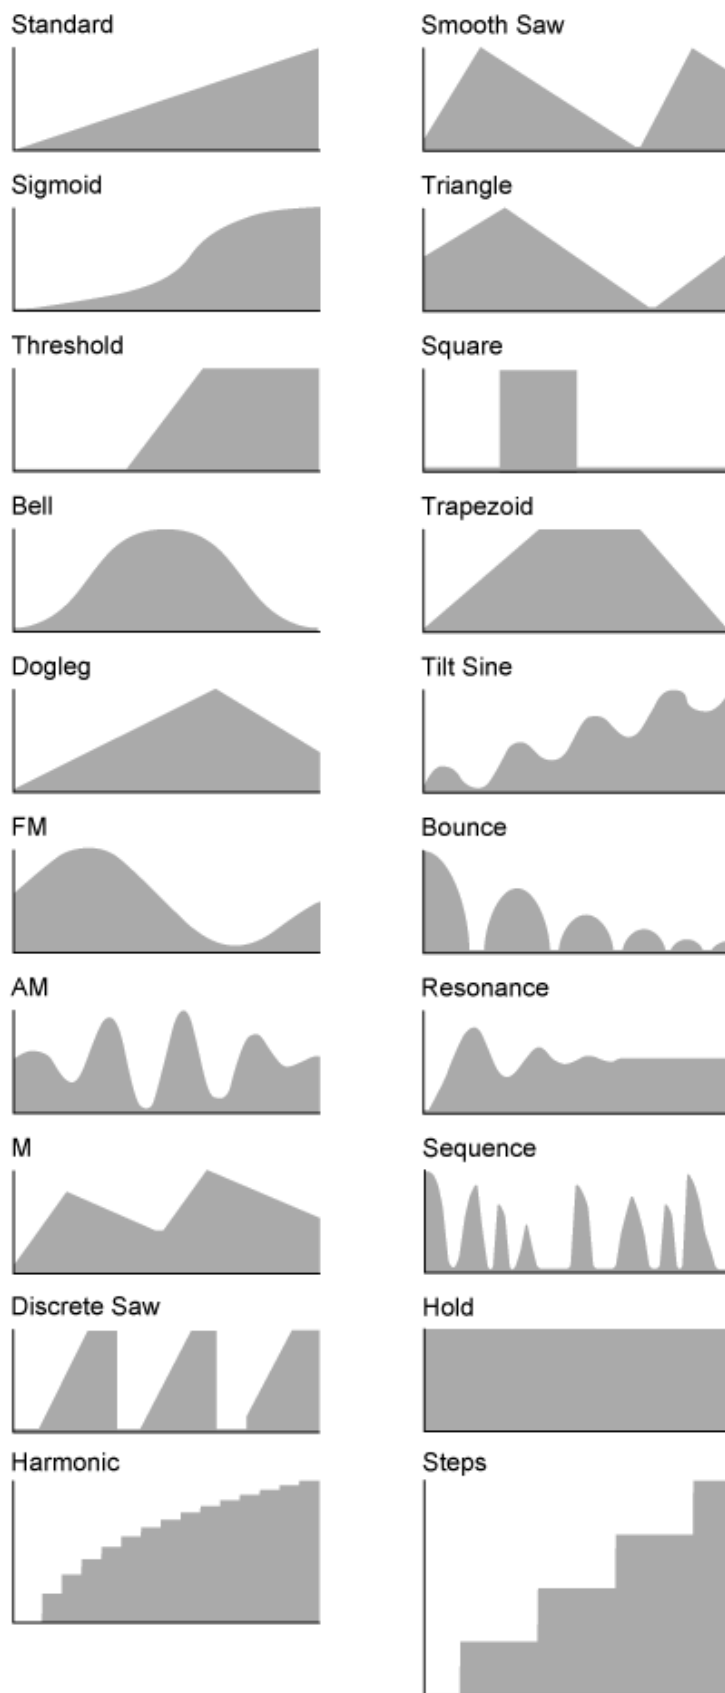 Standard
Smooth Saw
Sigmoid
Triangle
Threshold
Square
Bell
Trapezoid
Dogleg
Tilt Sine
FM
Bounce
AM
Resonance
M
Sequence
Discrete Saw
Hold
Harmonic
Steps